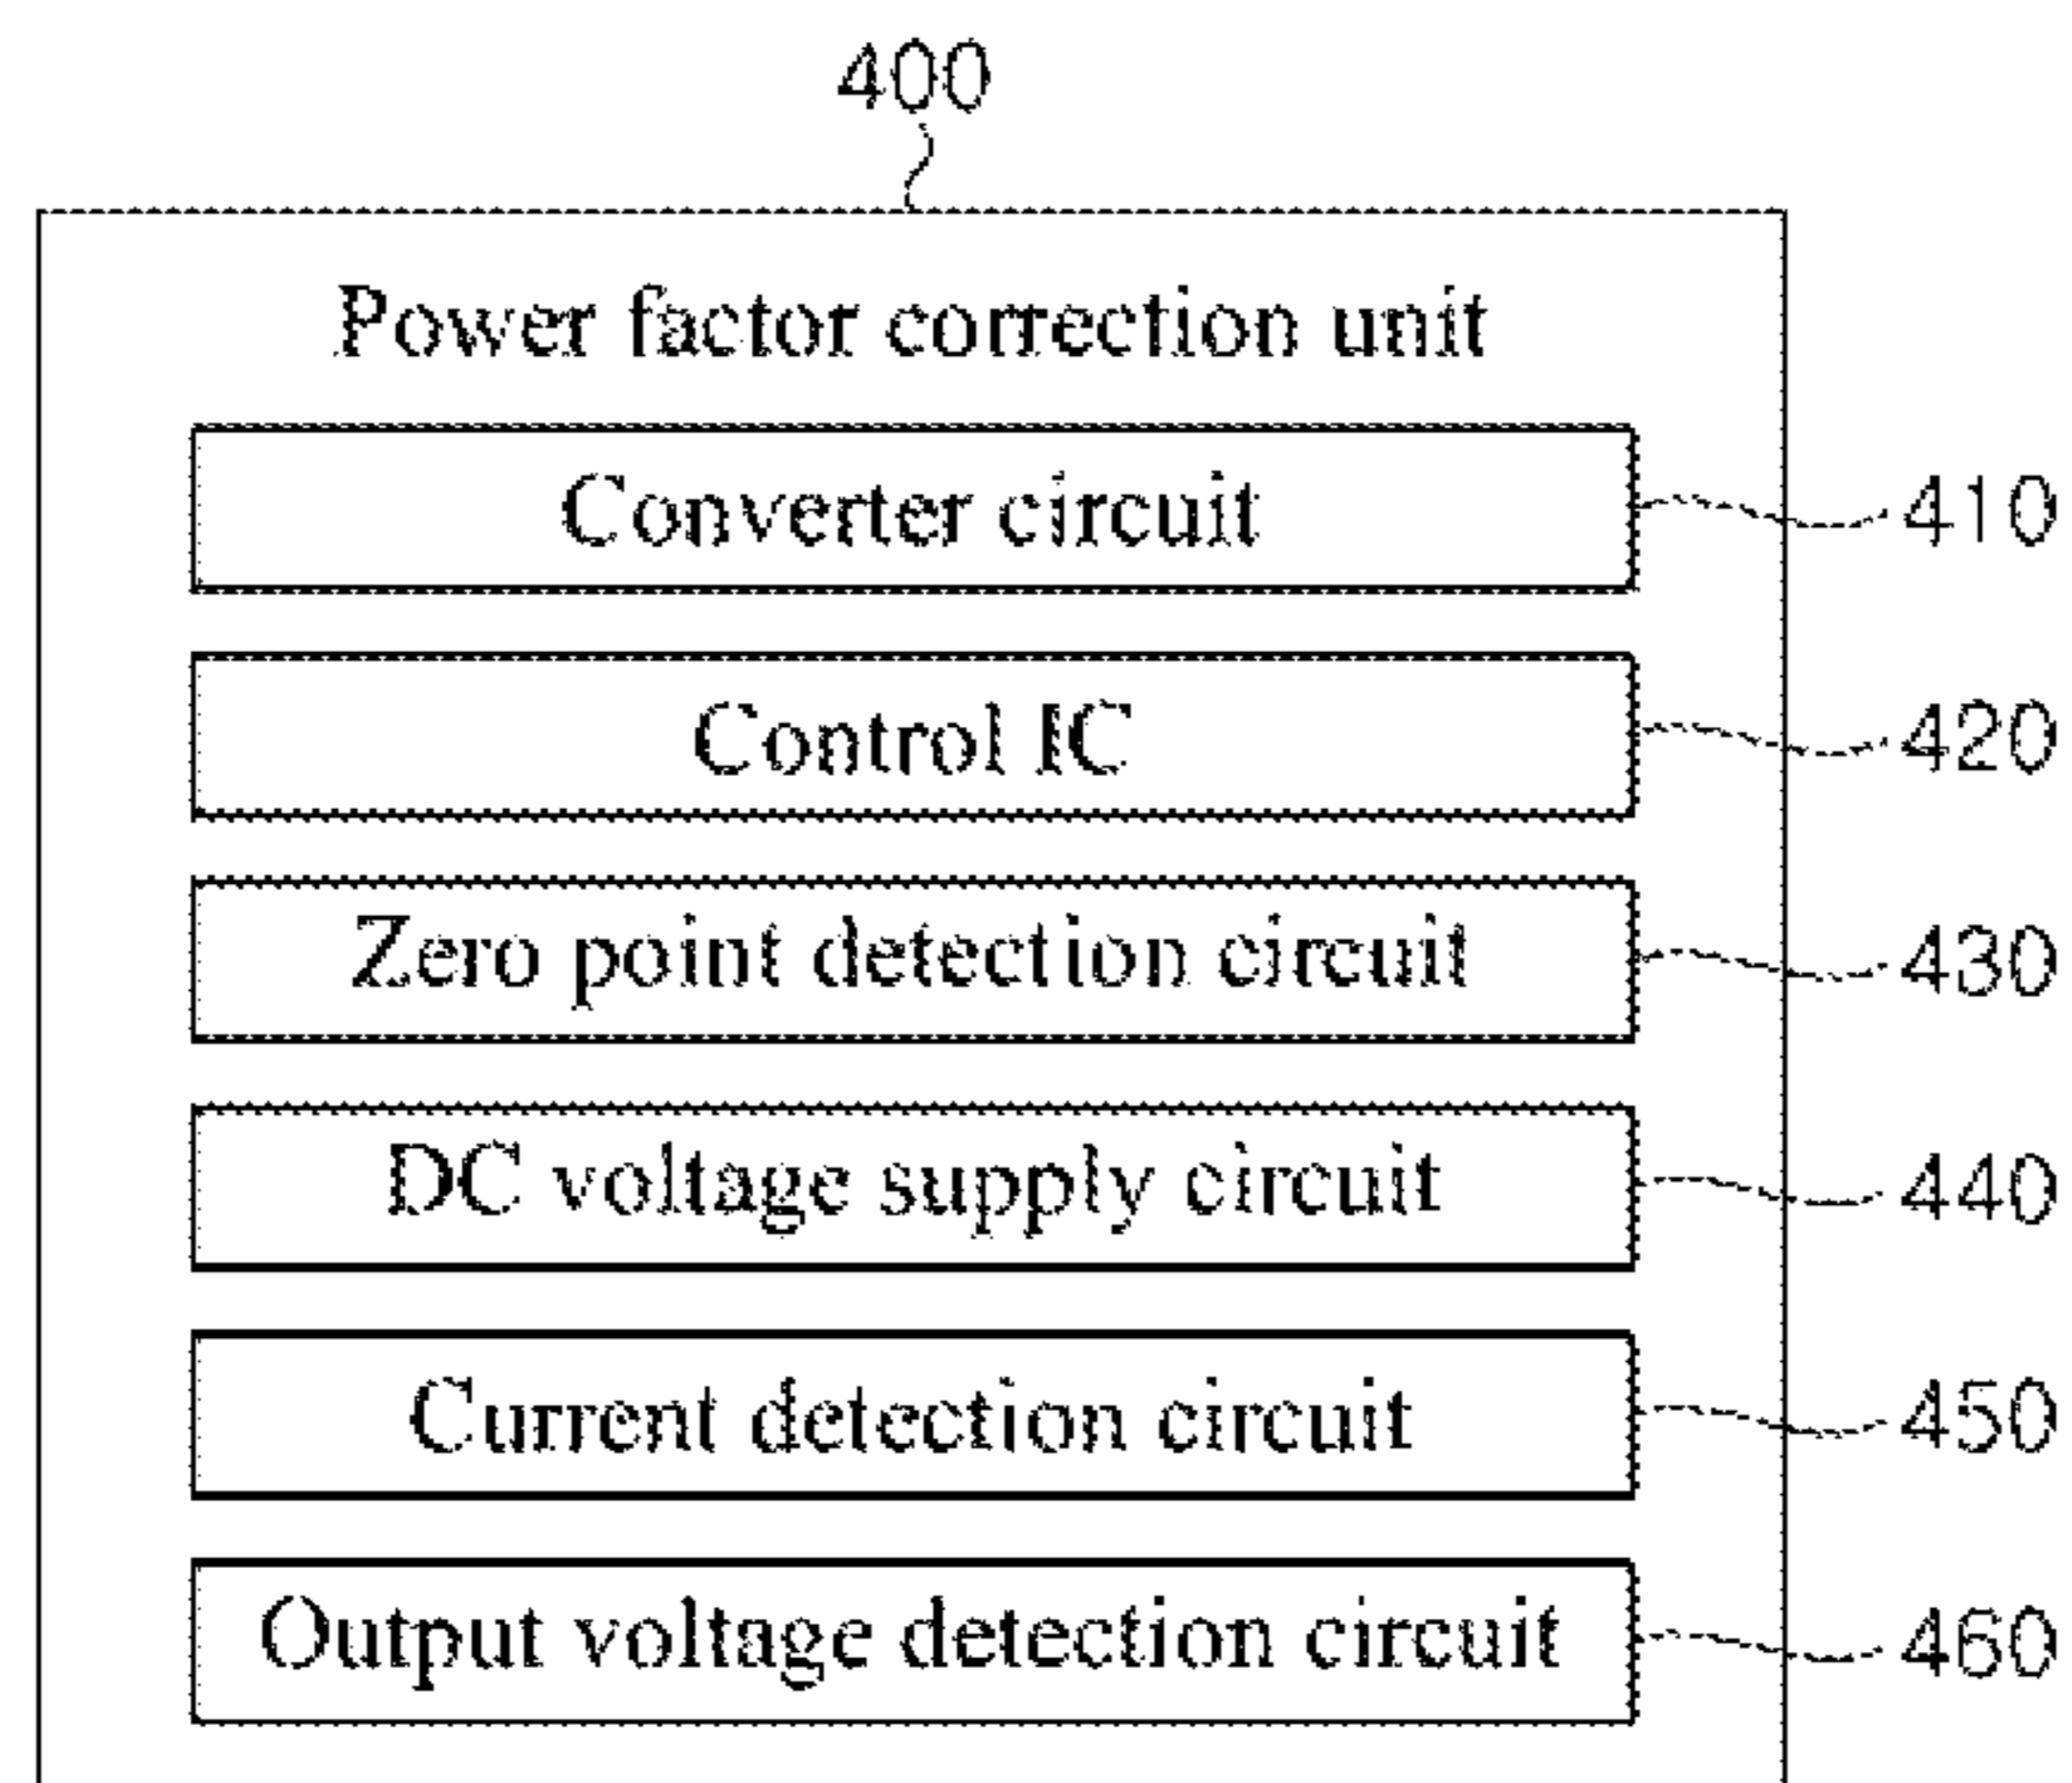 400
Power factor correction unit
Converter circuit 410
Control IC 420
Zero point detection circuit 430
DC voltage supply circuit 440
Current detection circuit 450
Output voltage detection circuit 460